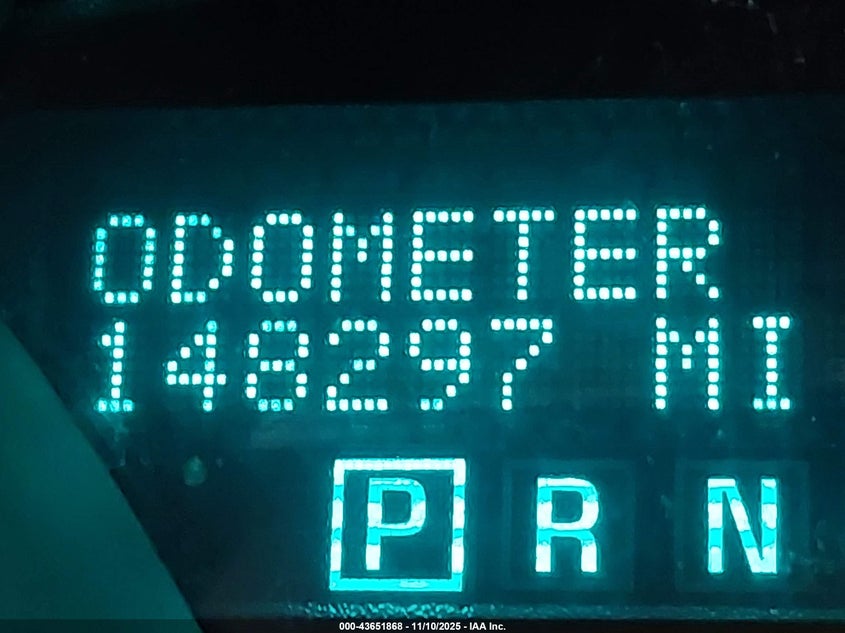 ODOMETER
148297 MI
P R N
000-43651868 - 11/10/2025 - IAA Inc.